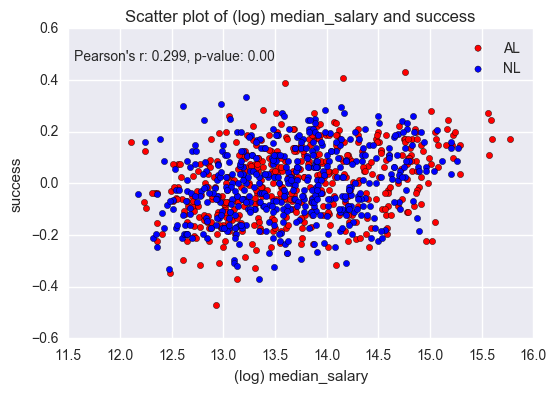 Scatter plot of (log) median_salary and success
Pearson's r: 0.299, p-value: 0.00
AL
NL
0.6
0.4
0.2
0.0
−0.2
−0.4
−0.6
success
11.5 12.0 12.5 13.0 13.5 14.0 14.5 15.0 15.5 16.0
(log) median_salary